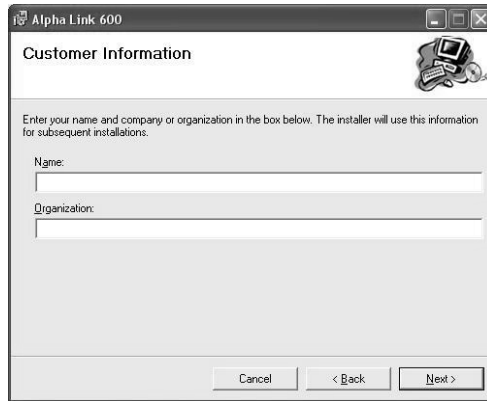 Alpha Link 600
Customer Information
Enter your name and company or organization in the box below. The installer will use this information
for subsequent installations.
Name:
Organization:
Cancel
< Back
Next >